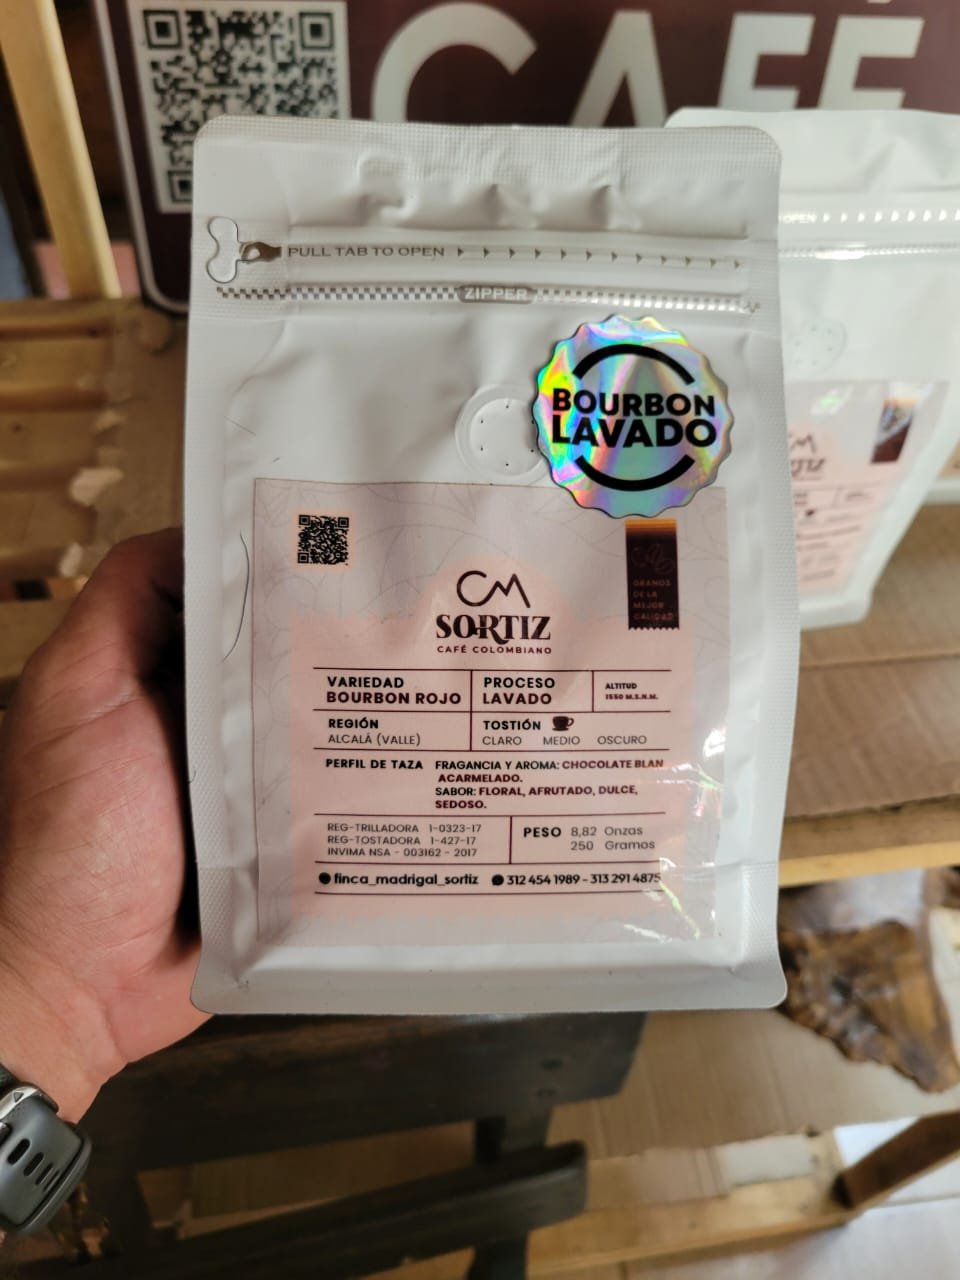 CAFÉ
PULL TAB TO OPEN
ZIPPER
OPEN
BOURBON
LAVADO
GRANOS
DE LA
MEJOR
CALIDAD
CM
SORTIZ
CAFÉ COLOMBIANO
VARIEDAD
BOURBON ROJO
PROCESO
LAVADO
ALTITUD
1550 M.S.N.M.
REGIÓN
ALCALÁ (VALLE)
TOSTIÓN
CLARO MEDIO OSCURO
PERFIL DE TAZA
FRAGANCIA Y AROMA: CHOCOLATE BLAN
ACARMELADO.
SABOR: FLORAL, AFRUTADO, DULCE,
SEDOSO.
REG-TRILLADORA 1-0323-17
REG-TOSTADORA 1-427-17
INVIMA NSA - 003162 - 2017
PESO 8,82 Onzas
250 Gramos
finca_madrigal_sortiz 312 454 1989 - 313 291 4875